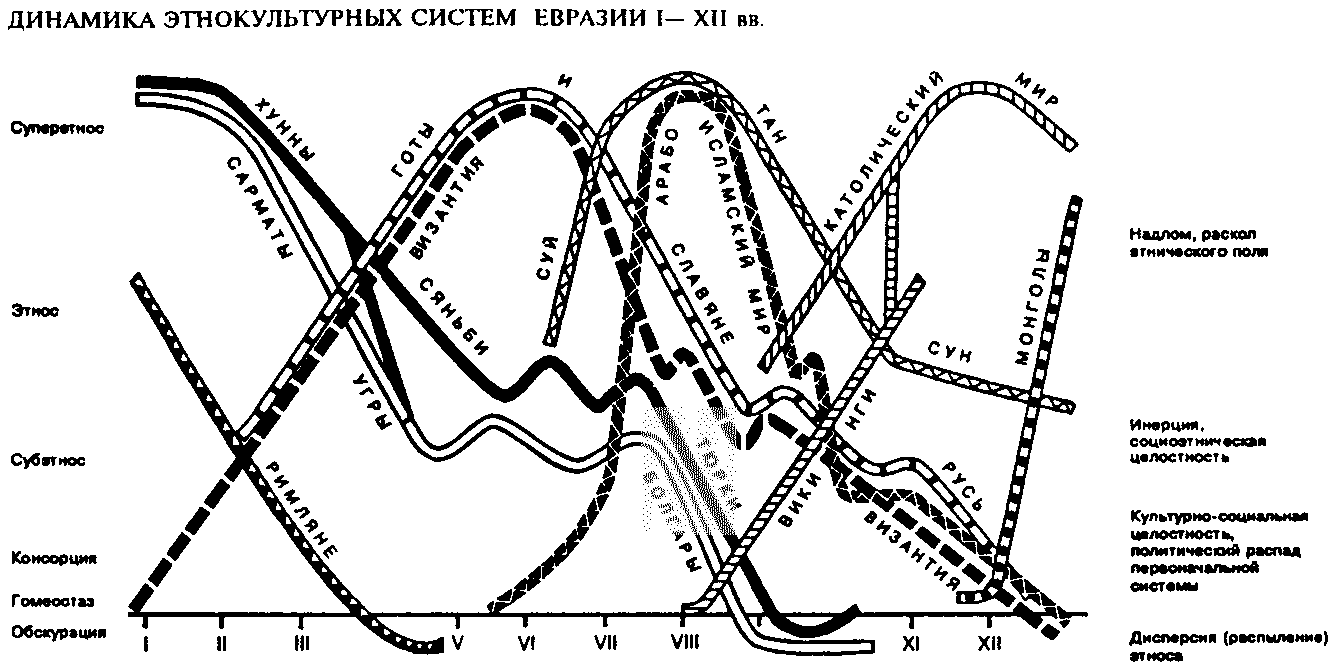 ДИНАМИКА ЭТНОКУЛЬТУРНЫХ СИСТЕМ ЕВРАЗИИ I— XII вв.
Суперетнос
Этнос
Субэтнос
Консорция
Гомеостаз
Обскурация
ХУННЫ
САРМАТЫ
ГОТЫ
И
ВИЗАНТИЯ
СЯНЬБИ
УГРЫ
РИМЛЯНЕ
СУЙ
АРАБО
ИСЛАМСКИЙ МИР
ТАН
СЛАВЯНЕ
ТЮРКИ
БОЛГАРЫ
КАТОЛИЧЕСКИЙ
МИР
ВИКИ
НГИ
СУН
МОНГОЛЫ
РУСЬ
ВИЗАНТИЯ
Надлом, раскол
этнического поля
Инерция,
социоэтническая
целостность
Культурно-социальная
целостность,
политический распад
первоначальной
системы
Дисперсия (распыление)
этноса
I II III V VI VII VIII XI XII